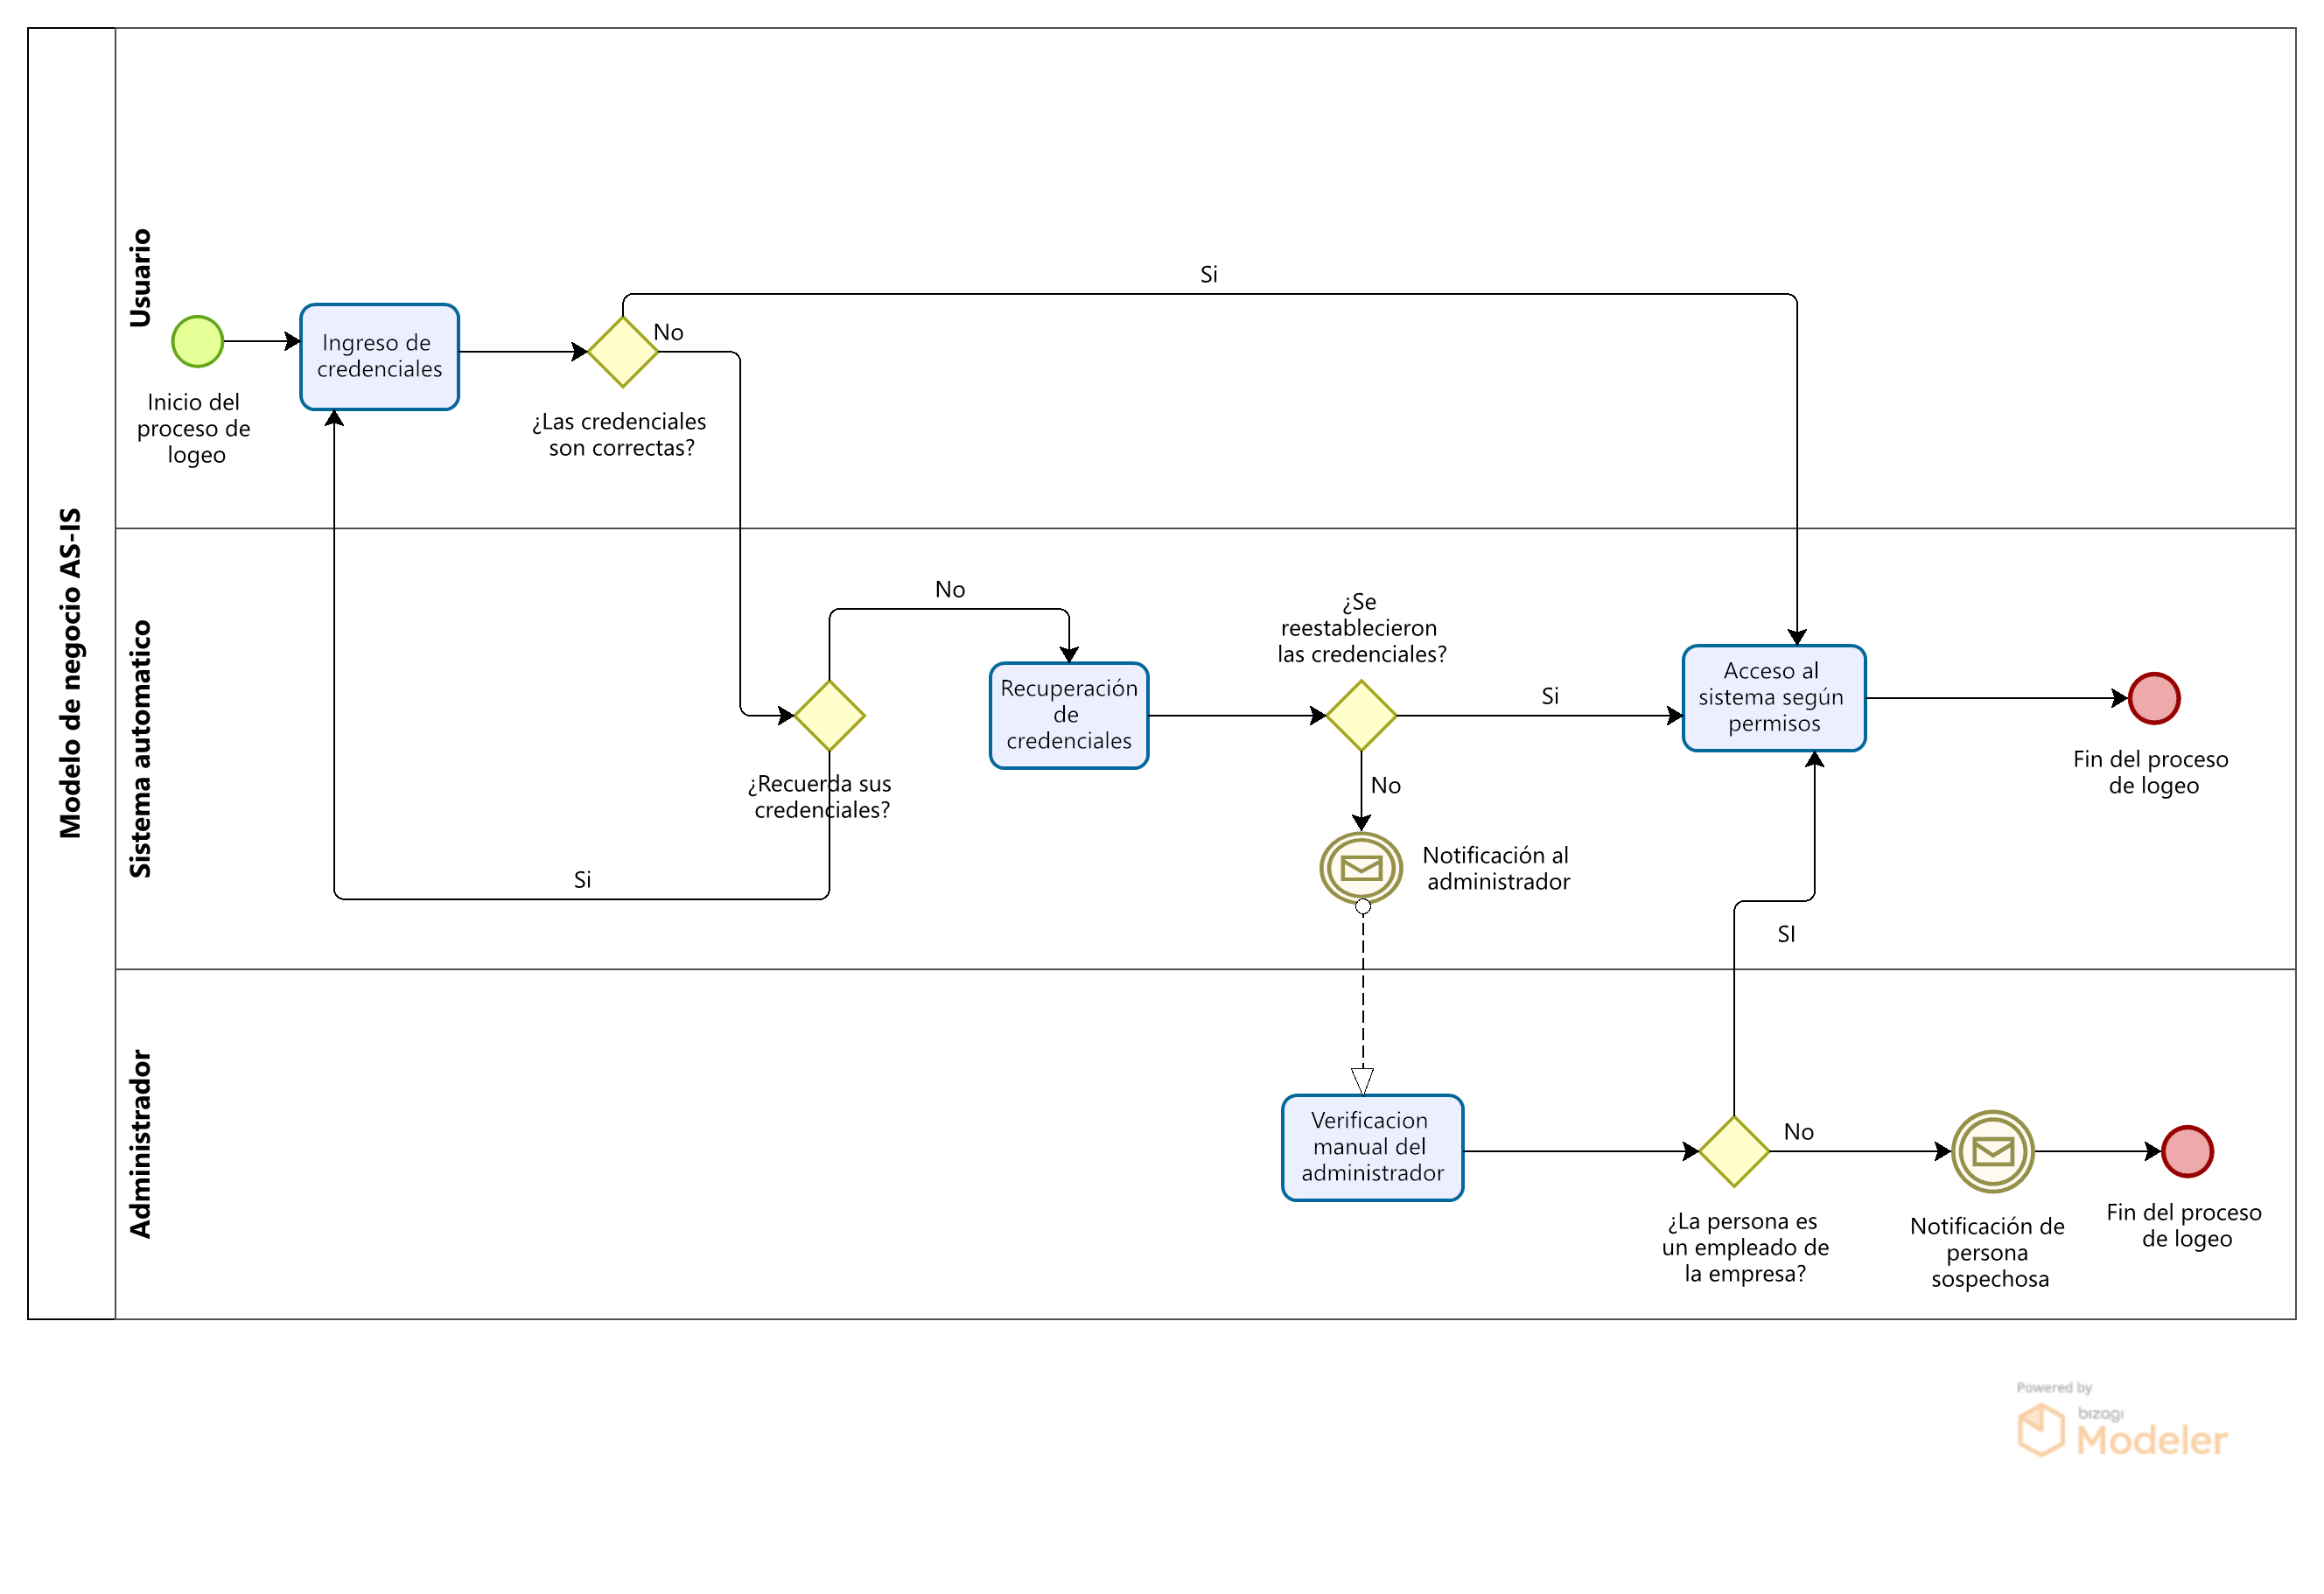 Modelo de negocio AS-IS
Usuario
Inicio del
proceso de
logeo
Ingreso de
credenciales
¿Las credenciales
son correctas?
Si
No
Sistema automatico
¿Recuerda sus
credenciales?
No
Si
Recuperación
de
credenciales
¿Se
reestablecieron
las credenciales?
Si
No
Notificación al
administrador
Acceso al
sistema según
permisos
Fin del proceso
de logeo
SI
Administrador
Verificacion
manual del
administrador
¿La persona es
un empleado de
la empresa?
No
Notificación de
persona
sospechosa
Fin del proceso
de logeo
Powered by
bizagi
Modeler